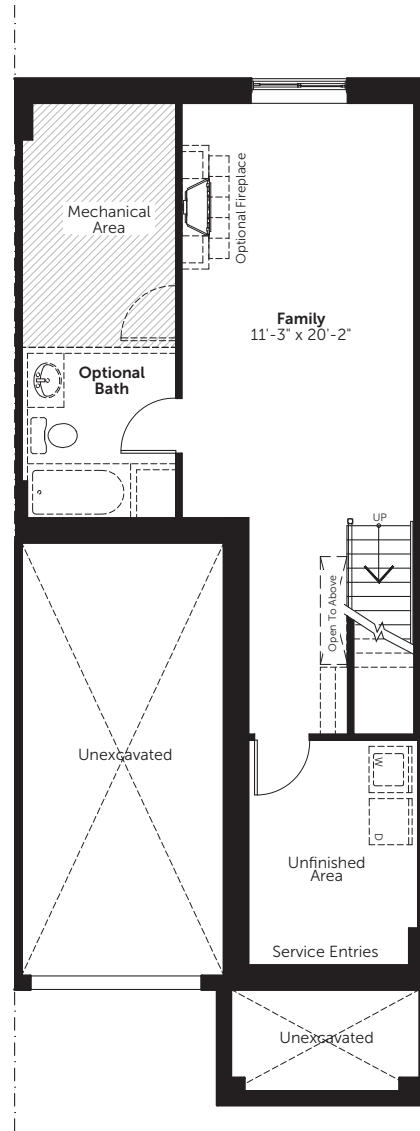 Mechanical
Area
Optional Fireplace
Family
11'-3" x 20'-2"
Optional
Bath
UP
Open To Above
Unexcavated
W
D
Unfinished
Area
Service Entries
Unexcavated